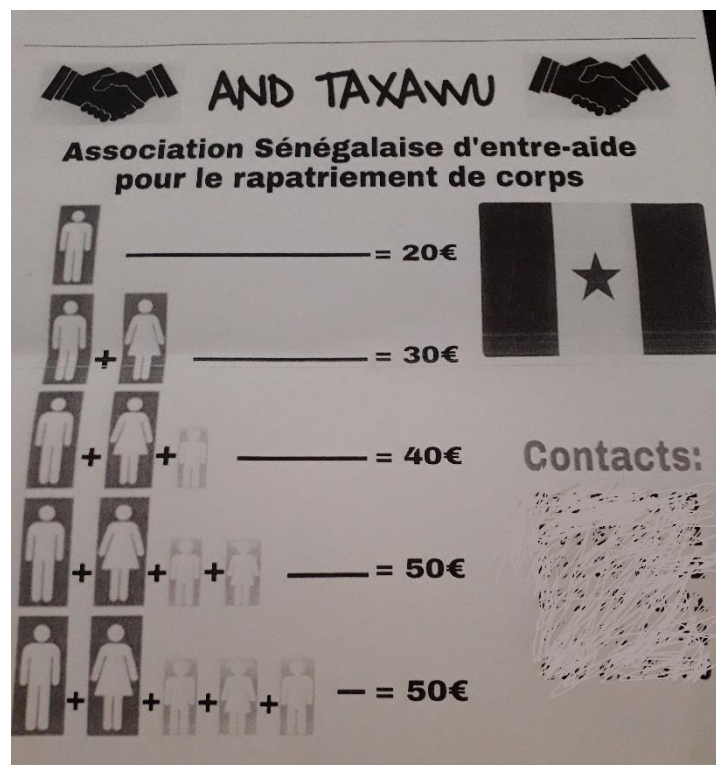 AND TAXAWU
Association Sénégalaise d'entre-aide
pour le rapatriement de corps
= 20€
+ = 30€
+ + = 40€
Contacts:
+ + + = 50€
+ + + + = 50€